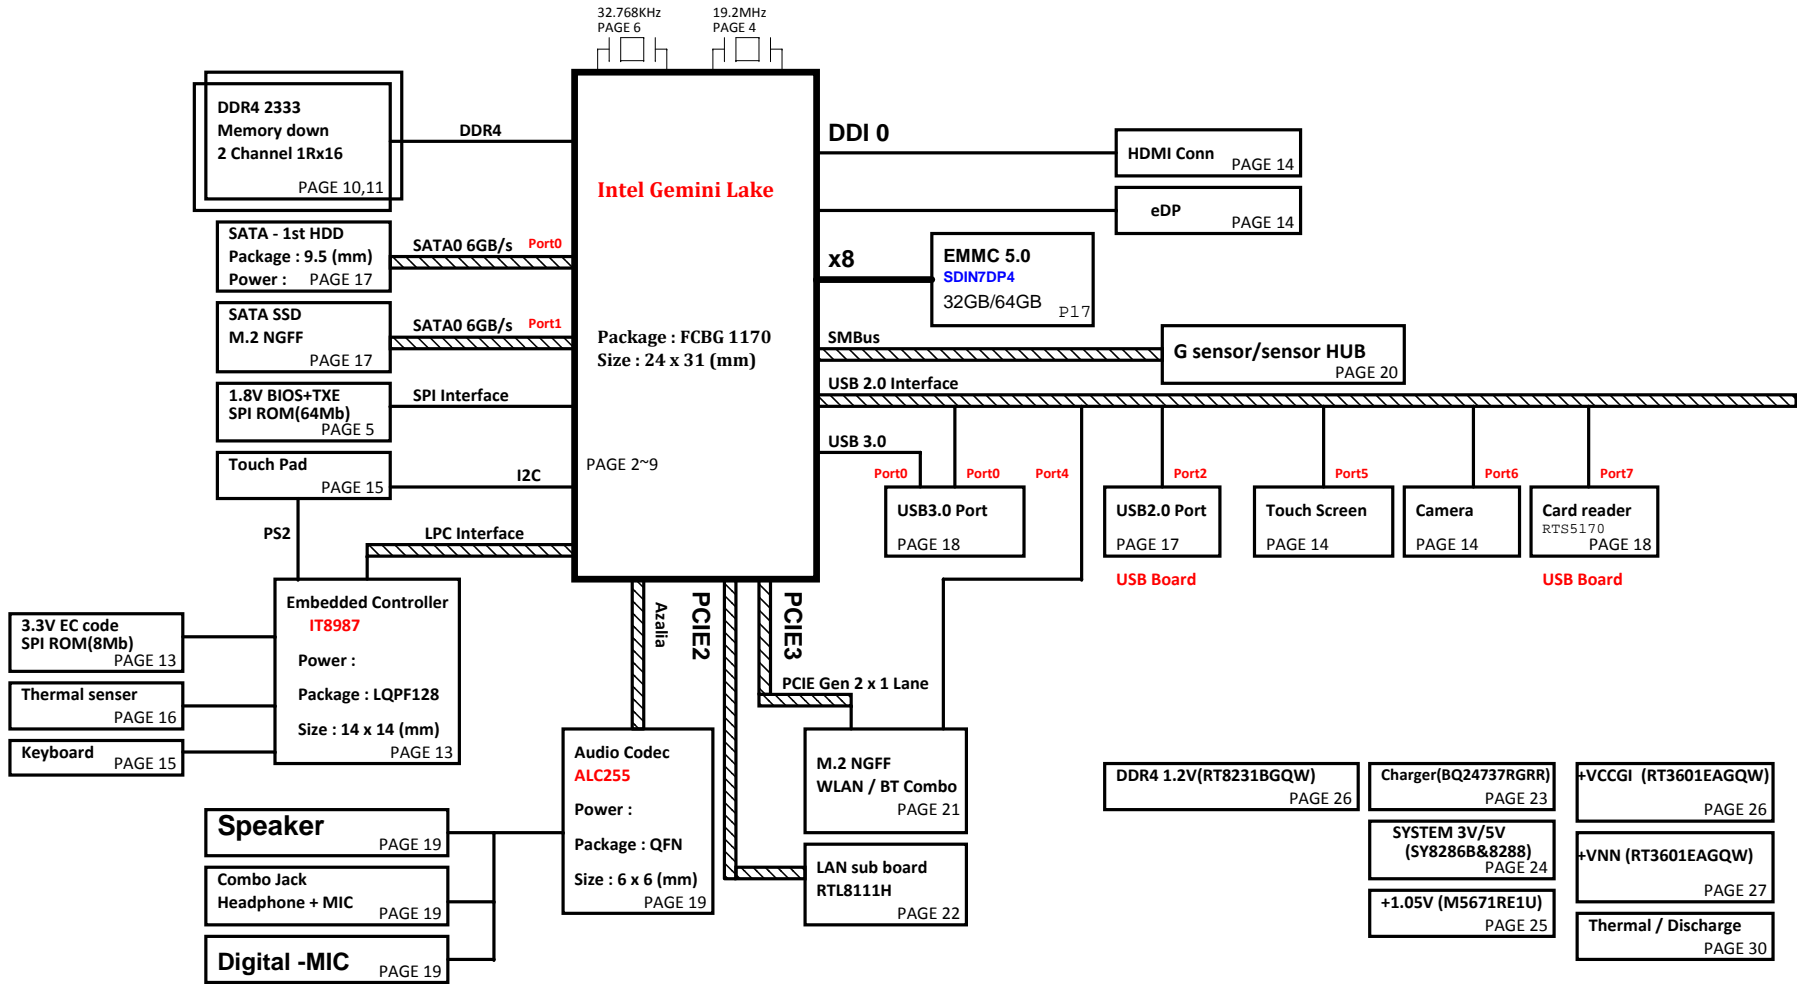 32.768KHz
PAGE 6
19.2MHz
PAGE 4
DDR4 2333
Memory down
2 Channel 1Rx16
PAGE 10,11
DDR4
SATA - 1st HDD
Package : 9.5 (mm)
Power :
PAGE 17
SATA0 6GB/s
Port0
SATA SSD
M.2 NGFF
PAGE 17
SATA0 6GB/s
Port1
1.8V BIOS+TXE
SPI ROM(64Mb)
PAGE 5
SPI Interface
Touch Pad
PAGE 15
I2C
PS2
LPC Interface
Intel Gemini Lake
Package : FCBG 1170
Size : 24 x 31 (mm)
PAGE 2~9
DDI 0
HDMI Conn
PAGE 14
eDP
PAGE 14
x8
EMMC 5.0
SDIN7DP4
32GB/64GB
P17
SMBus
G sensor/sensor HUB
PAGE 20
USB 2.0 Interface
USB 3.0
Port0
Port0
Port4
Port2
Port5
Port6
Port7
USB3.0 Port
PAGE 18
USB2.0 Port
PAGE 17
USB Board
Touch Screen
PAGE 14
Camera
PAGE 14
Card reader
RTS5170
PAGE 18
USB Board
Embedded Controller
IT8987
Power :
Package : LQPF128
Size : 14 x 14 (mm)
PAGE 13
3.3V EC code
SPI ROM(8Mb)
PAGE 13
Thermal senser
PAGE 16
Keyboard
PAGE 15
Azalia
PCIE2
PCIE3
PCIE Gen 2 x 1 Lane
Audio Codec
ALC255
Power :
Package : QFN
Size : 6 x 6 (mm)
PAGE 19
Speaker
PAGE 19
Combo Jack
Headphone + MIC
PAGE 19
Digital -MIC
PAGE 19
M.2 NGFF
WLAN / BT Combo
PAGE 21
LAN sub board
RTL8111H
PAGE 22
DDR4 1.2V(RT8231BGQW)
PAGE 26
Charger(BQ24737RGRR)
PAGE 23
+VCCGI (RT3601EAGQW)
PAGE 26
SYSTEM 3V/5V
(SY8286B&8288)
PAGE 24
+VNN (RT3601EAGQW)
PAGE 27
+1.05V (M5671RE1U)
PAGE 25
Thermal / Discharge
PAGE 30